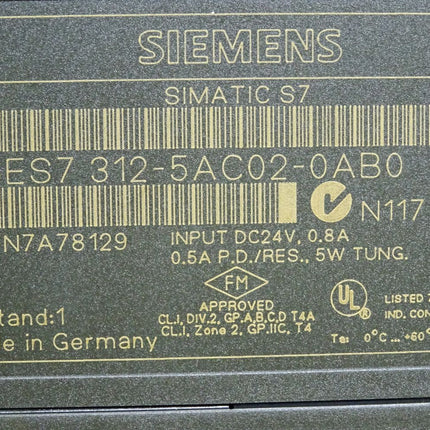 SIEMENS
SIMATIC S7
ES7 312-5AC02-0AB0
N117
N7A78129
INPUT DC24V, 0.8A
0.5A P.D./RES., 5W TUNG.
FM
APPROVED
CL.I, DIV.2, GP.A,B,C,D T4A
CL.I, Zone 2, GP.IIC, T4
UL
LISTED
IND. CON
Ta: 0°C ... +60°
tand:1
e in Germany